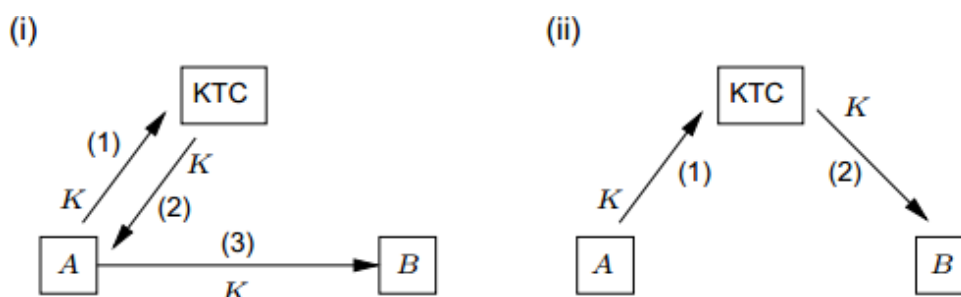 (i)
KTC
(1)
K
K
(2)
A
(3)
K
B
(ii)
KTC
K
(1)
K
(2)
A
B